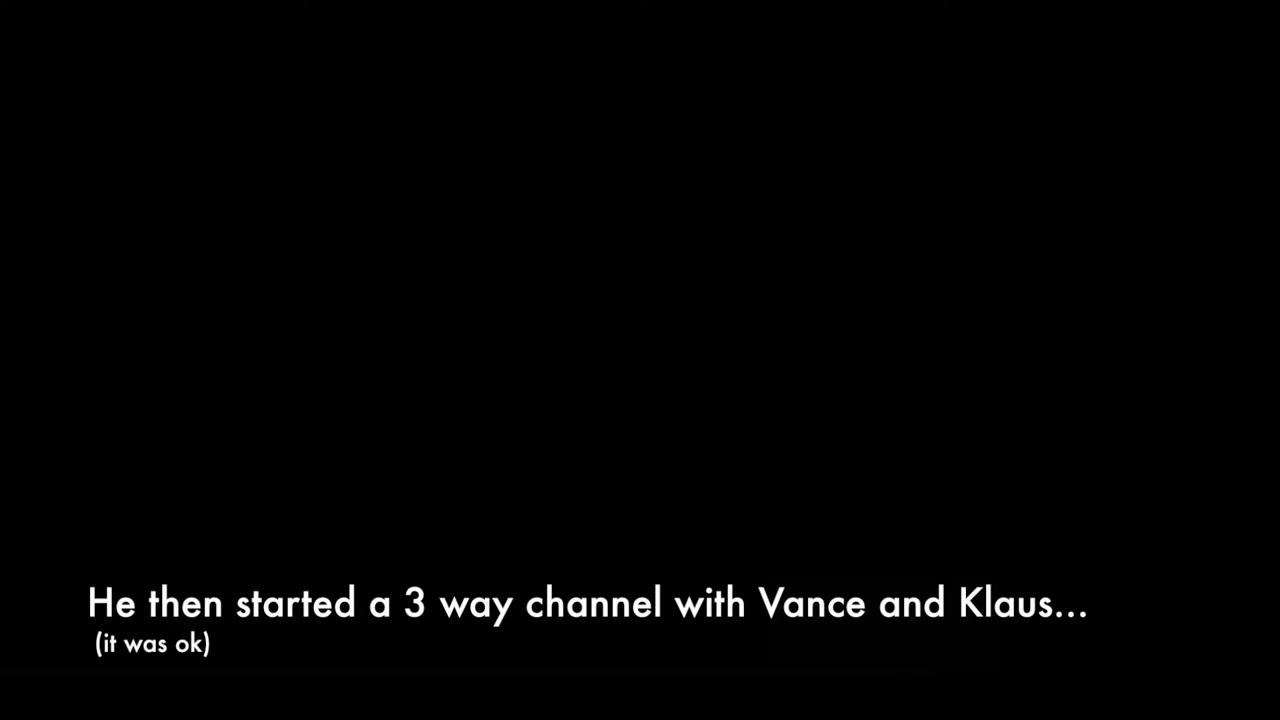 He then started a 3 way channel with Vance and Klaus...
(it was ok)